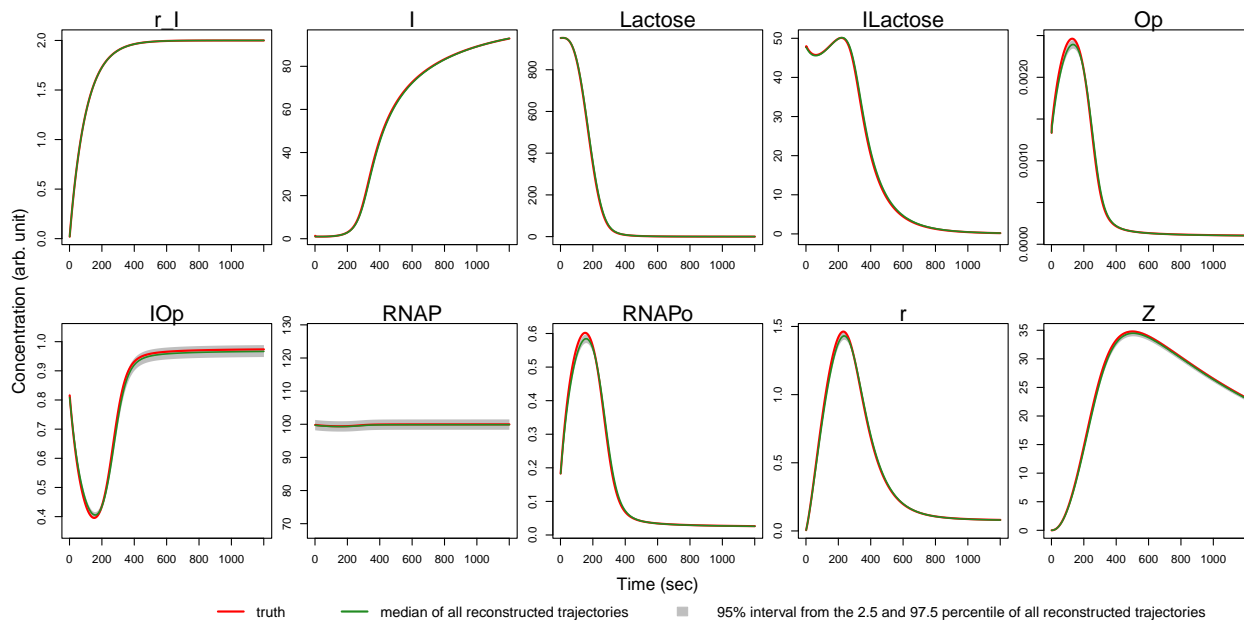 r_I I Lactose ILactose Op
0.0 0.5 1.0 1.5 2.0
0 20 40 60 80
0 200 400 600 800
0 10 20 30 40 50
0.0000 0.0010 0.0020
0 200 400 600 800 1000
0 200 400 600 800 1000
0 200 400 600 800 1000
0 200 400 600 800 1000
0 200 400 600 800 1000
Concentration (arb. unit)
IOp RNAP RNAPo r Z
0.4 0.5 0.6 0.7 0.8 0.9 1.0
70 80 90 100 110 120 130
0.0 0.1 0.2 0.3 0.4 0.5 0.6
0.0 0.5 1.0 1.5
0 5 10 15 20 25 30 35
0 200 400 600 800 1000
0 200 400 600 800 1000
0 200 400 600 800 1000
0 200 400 600 800 1000
0 200 400 600 800 1000
Time (sec)
truth median of all reconstructed trajectories 95% interval from the 2.5 and 97.5 percentile of all reconstructed trajectories